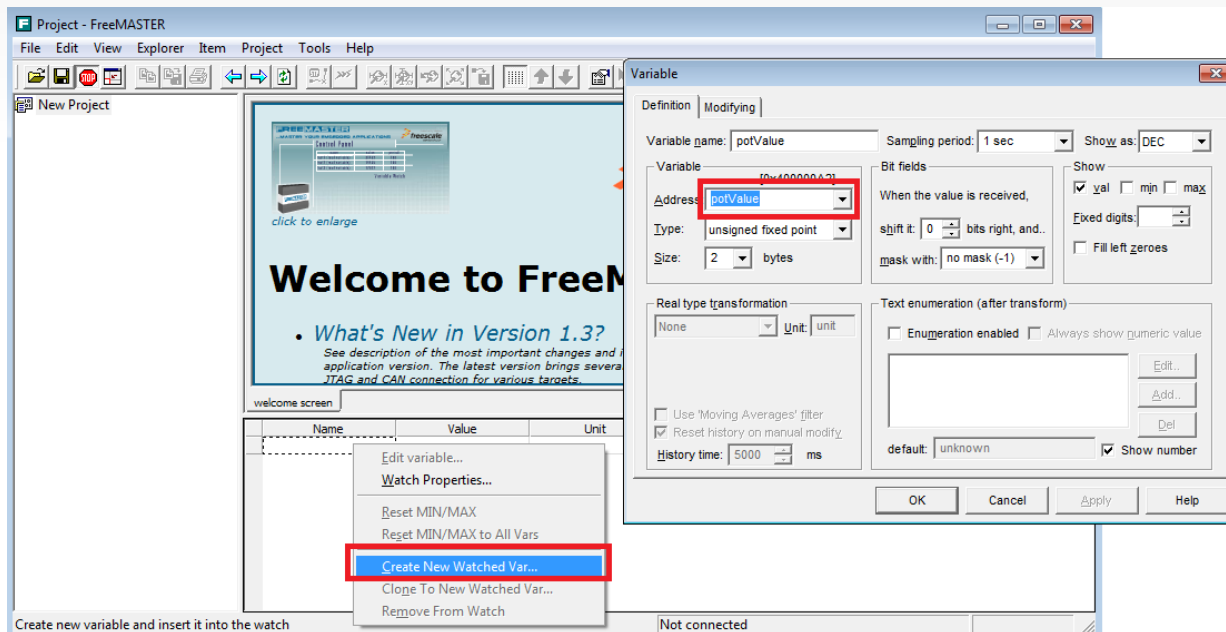 Project - FreeMASTER
File Edit View Explorer Item Project Tools Help
STOP
New Project
FREEMASTER
freescale
Control Panel
click to enlarge
Welcome to FreeM
What's New in Version 1.3?
See description of the most important changes and i
application version. The latest version brings severa
JTAG and CAN connection for various targets.
welcome screen
Name Value Unit
Edit variable...
Watch Properties...
Reset MIN/MAX
Reset MIN/MAX to All Vars
Create New Watched Var...
Clone To New Watched Var...
Remove From Watch
Create new variable and insert it into the watch
Not connected
Variable
Definition Modifying
Variable name: potValue Sampling period: 1 sec Show as: DEC
Variable
Address potValue
Type: unsigned fixed point
Size: 2 bytes
Bit fields
When the value is received,
shift it: 0 bits right, and..
mask with: no mask (-1)
Show
val min max
Fixed digits:
Fill left zeroes
Real type transformation
None Unit: unit
Use 'Moving Averages' filter
Reset history on manual modify
History time: 5000 ms
Text enumeration (after transform)
Enumeration enabled Always show numeric value
Edit..
Add..
Del
default: unknown Show number
OK Cancel Apply Help